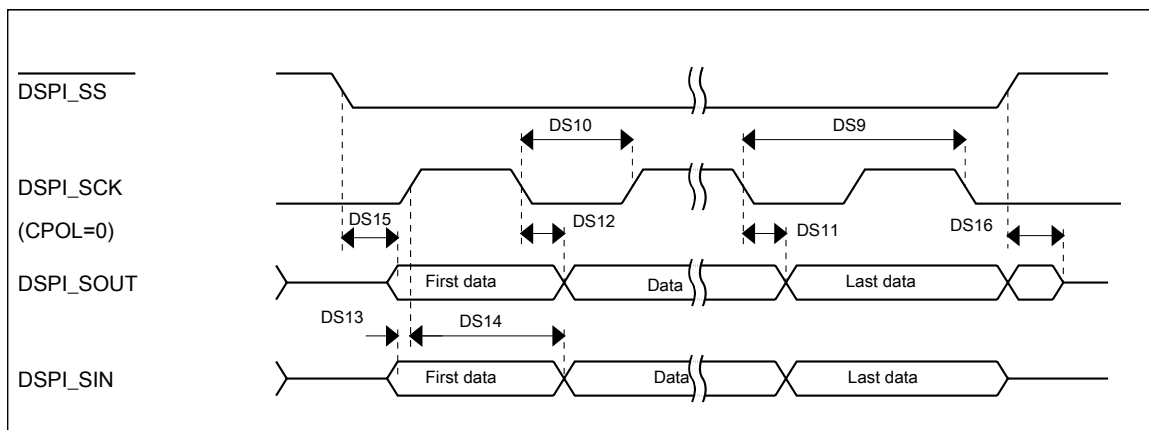 DSPI_SS
DS10
DS9
DSPI_SCK
(CPOL=0)
DS15
DS12
DS11
DS16
DSPI_SOUT
First data
Data
Last data
DS13
DS14
DSPI_SIN
First data
Data
Last data